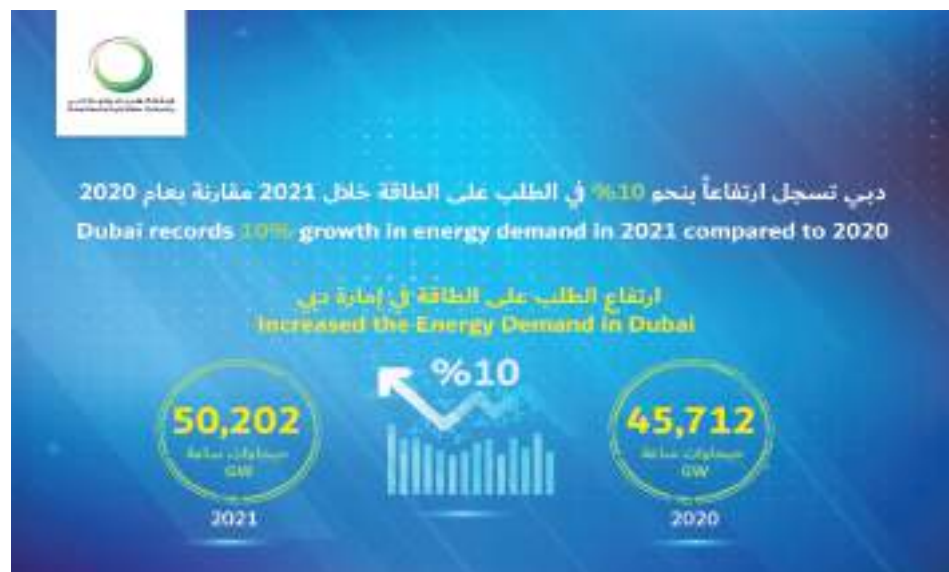 دبي تسجل ارتفاعاً بنحو 10% في الطلب على الطاقة خلال 2021 مقارنة بعام 2020
Dubai records 10% growth in energy demand in 2021 compared to 2020
ارتفاع الطلب على الطاقة في إمارة دبي
Increased the Energy Demand in Dubai
%10
45,712
جيجاوات ساعة
GW
2020
50,202
جيجاوات ساعة
GW
2021